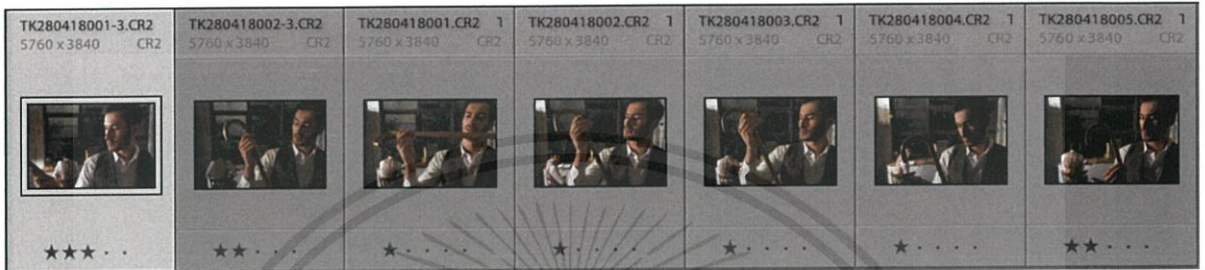 TK280418001-3.CR2
5760 x 3840 CR2
TK280418002-3.CR2
5760 x 3840 CR2
TK280418001.CR2 1
5760 x 3840 CR2
TK280418002.CR2 1
5760 x 3840 CR2
TK280418003.CR2 1
5760 x 3840 CR2
TK280418004.CR2 1
5760 x 3840 CR2
TK280418005.CR2 1
5760 x 3840 CR2